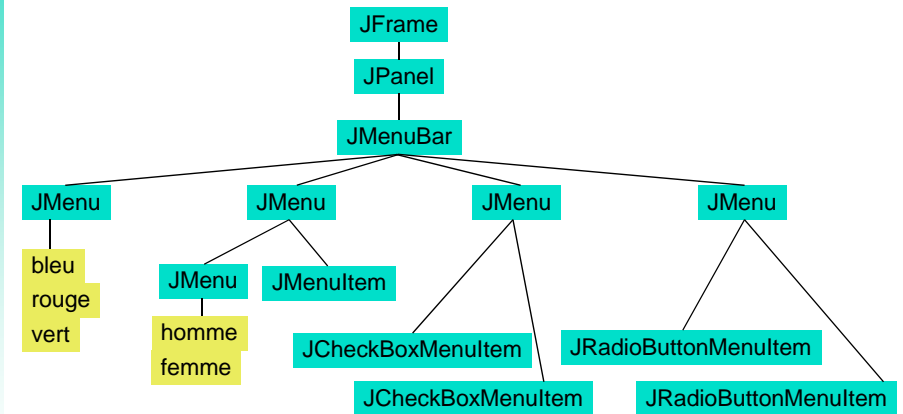 JFrame
JPanel
JMenuBar
JMenu
JMenu
JMenu
JMenu
bleu
rouge
vert
JMenu
JMenuItem
homme
femme
JCheckBoxMenuItem
JCheckBoxMenuItem
JRadioButtonMenuItem
JRadioButtonMenuItem